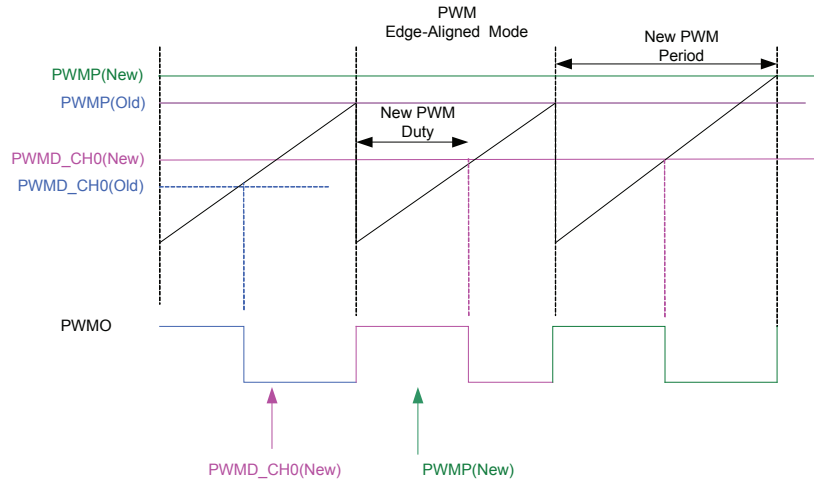 PWM
Edge-Aligned Mode
New PWM
Period
PWMP(New)
PWMP(Old)
New PWM
Duty
PWMD_CH0(New)
PWMD_CH0(Old)
PWMO
PWMD_CH0(New)
PWMP(New)